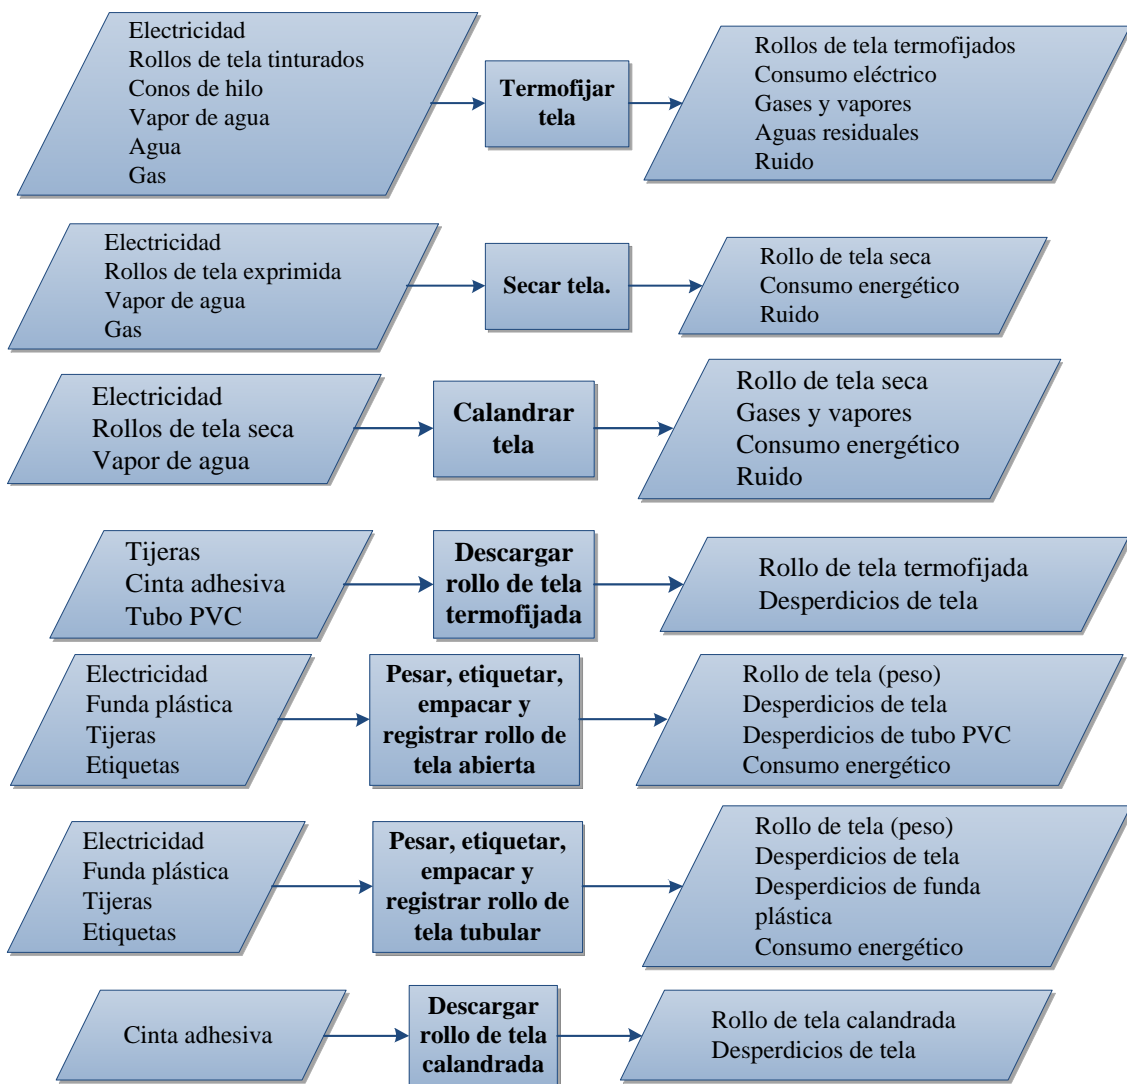 Electricidad
Rollos de tela tinturados
Conos de hilo
Vapor de agua
Agua
Gas
Termofijar
tela
Rollos de tela termofijados
Consumo eléctrico
Gases y vapores
Aguas residuales
Ruido
Electricidad
Rollos de tela exprimida
Vapor de agua
Gas
Secar tela.
Rollo de tela seca
Consumo energético
Ruido
Electricidad
Rollos de tela seca
Vapor de agua
Calandrar
tela
Rollo de tela seca
Gases y vapores
Consumo energético
Ruido
Tijeras
Cinta adhesiva
Tubo PVC
Descargar
rollo de tela
termofijada
Rollo de tela termofijada
Desperdicios de tela
Electricidad
Funda plástica
Tijeras
Etiquetas
Pesar, etiquetar,
empacar y
registrar rollo de
tela abierta
Rollo de tela (peso)
Desperdicios de tela
Desperdicios de tubo PVC
Consumo energético
Electricidad
Funda plástica
Tijeras
Etiquetas
Pesar, etiquetar,
empacar y
registrar rollo de
tela tubular
Rollo de tela (peso)
Desperdicios de tela
Desperdicios de funda
plástica
Consumo energético
Cinta adhesiva
Descargar
rollo de tela
calandrada
Rollo de tela calandrada
Desperdicios de tela